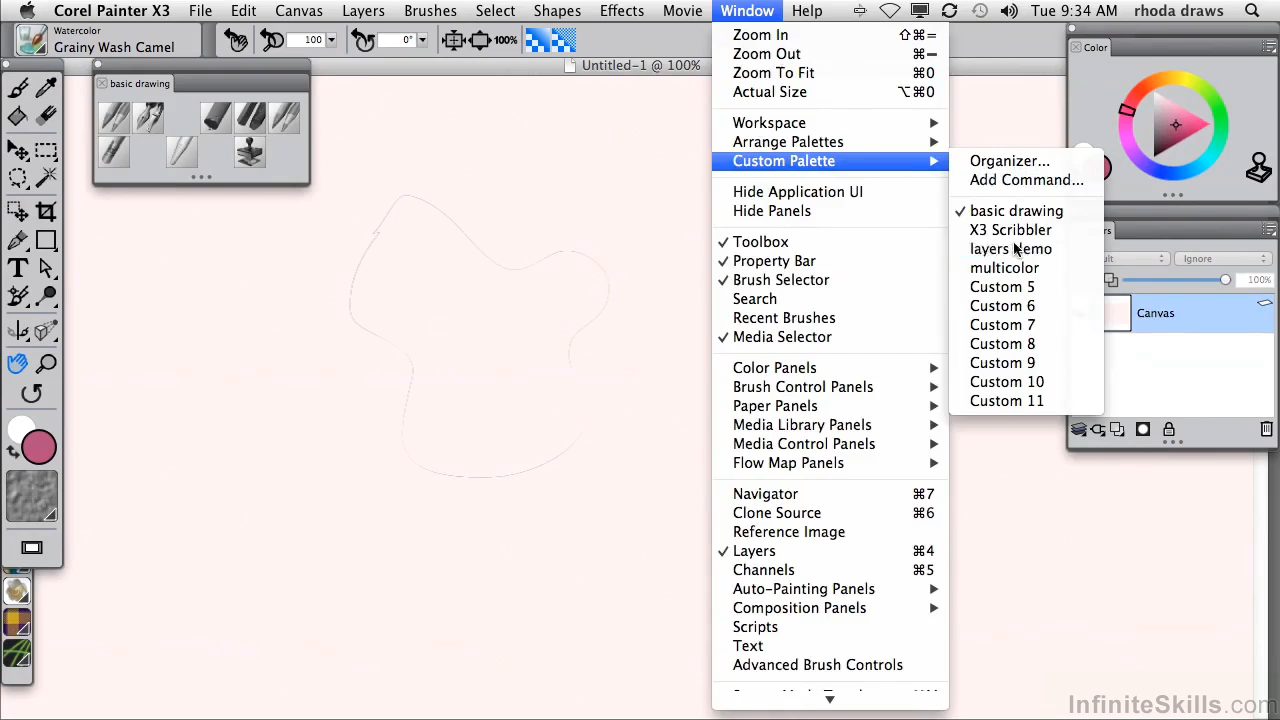 Corel Painter X3 File Edit Canvas Layers Brushes Select Shapes Effects Movie Window Help Tue 9:34 AM rhoda draws
Watercolor
Grainy Wash Camel
100
0°
100%
Untitled-1 @ 100%
basic drawing
Zoom In ⇧⌘=
Zoom Out ⌘–
Zoom To Fit ⌘0
Actual Size ⌥⌘0
Workspace
Arrange Palettes
Custom Palette
Hide Application UI
Hide Panels
Toolbox
Property Bar
Brush Selector
Search
Recent Brushes
Media Selector
Color Panels
Brush Control Panels
Paper Panels
Media Library Panels
Media Control Panels
Flow Map Panels
Navigator ⌘7
Clone Source ⌘6
Reference Image
Layers ⌘4
Channels ⌘5
Auto-Painting Panels
Composition Panels
Scripts
Text
Advanced Brush Controls
Organizer...
Add Command...
basic drawing
X3 Scribbler
layers demo
multicolor
Custom 5
Custom 6
Custom 7
Custom 8
Custom 9
Custom 10
Custom 11
Color
Ignore
100%
Canvas
InfiniteSkills.com